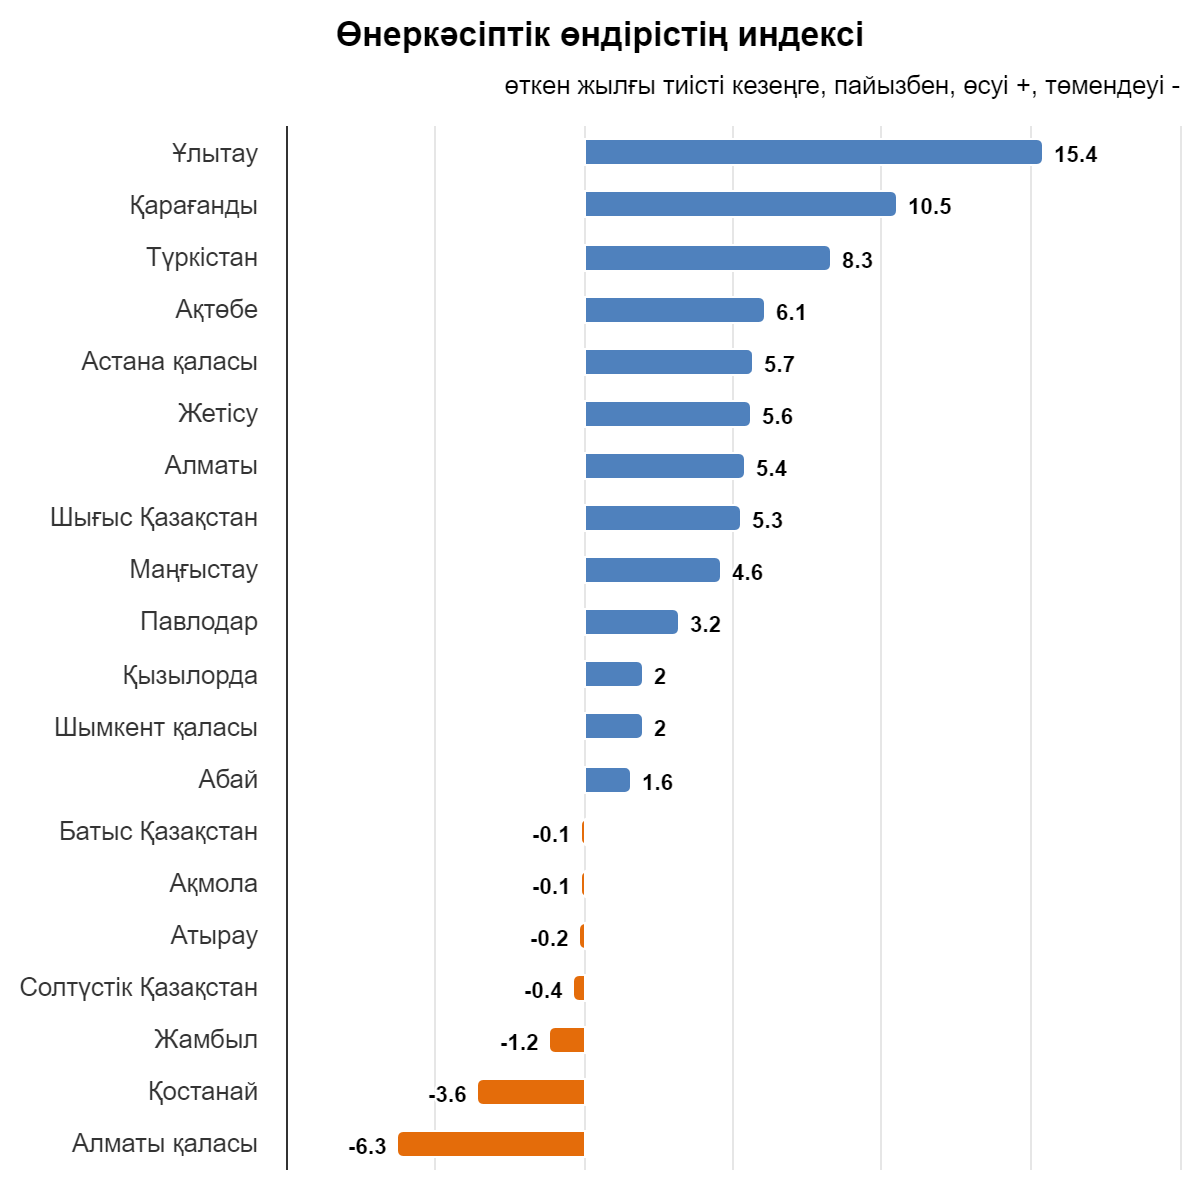 Өнеркәсіптік өндірістің индексі
өткен жылғы тиісті кезеңге, пайызбен, өсуі +, төмендеуі -
Ұлытау 15.4
Қарағанды 10.5
Түркістан 8.3
Ақтөбе 6.1
Астана қаласы 5.7
Жетісу 5.6
Алматы 5.4
Шығыс Қазақстан 5.3
Маңғыстау 4.6
Павлодар 3.2
Қызылорда 2
Шымкент қаласы 2
Абай 1.6
Батыс Қазақстан -0.1
Ақмола -0.1
Атырау -0.2
Солтүстік Қазақстан -0.4
Жамбыл -1.2
Қостанай -3.6
Алматы қаласы -6.3